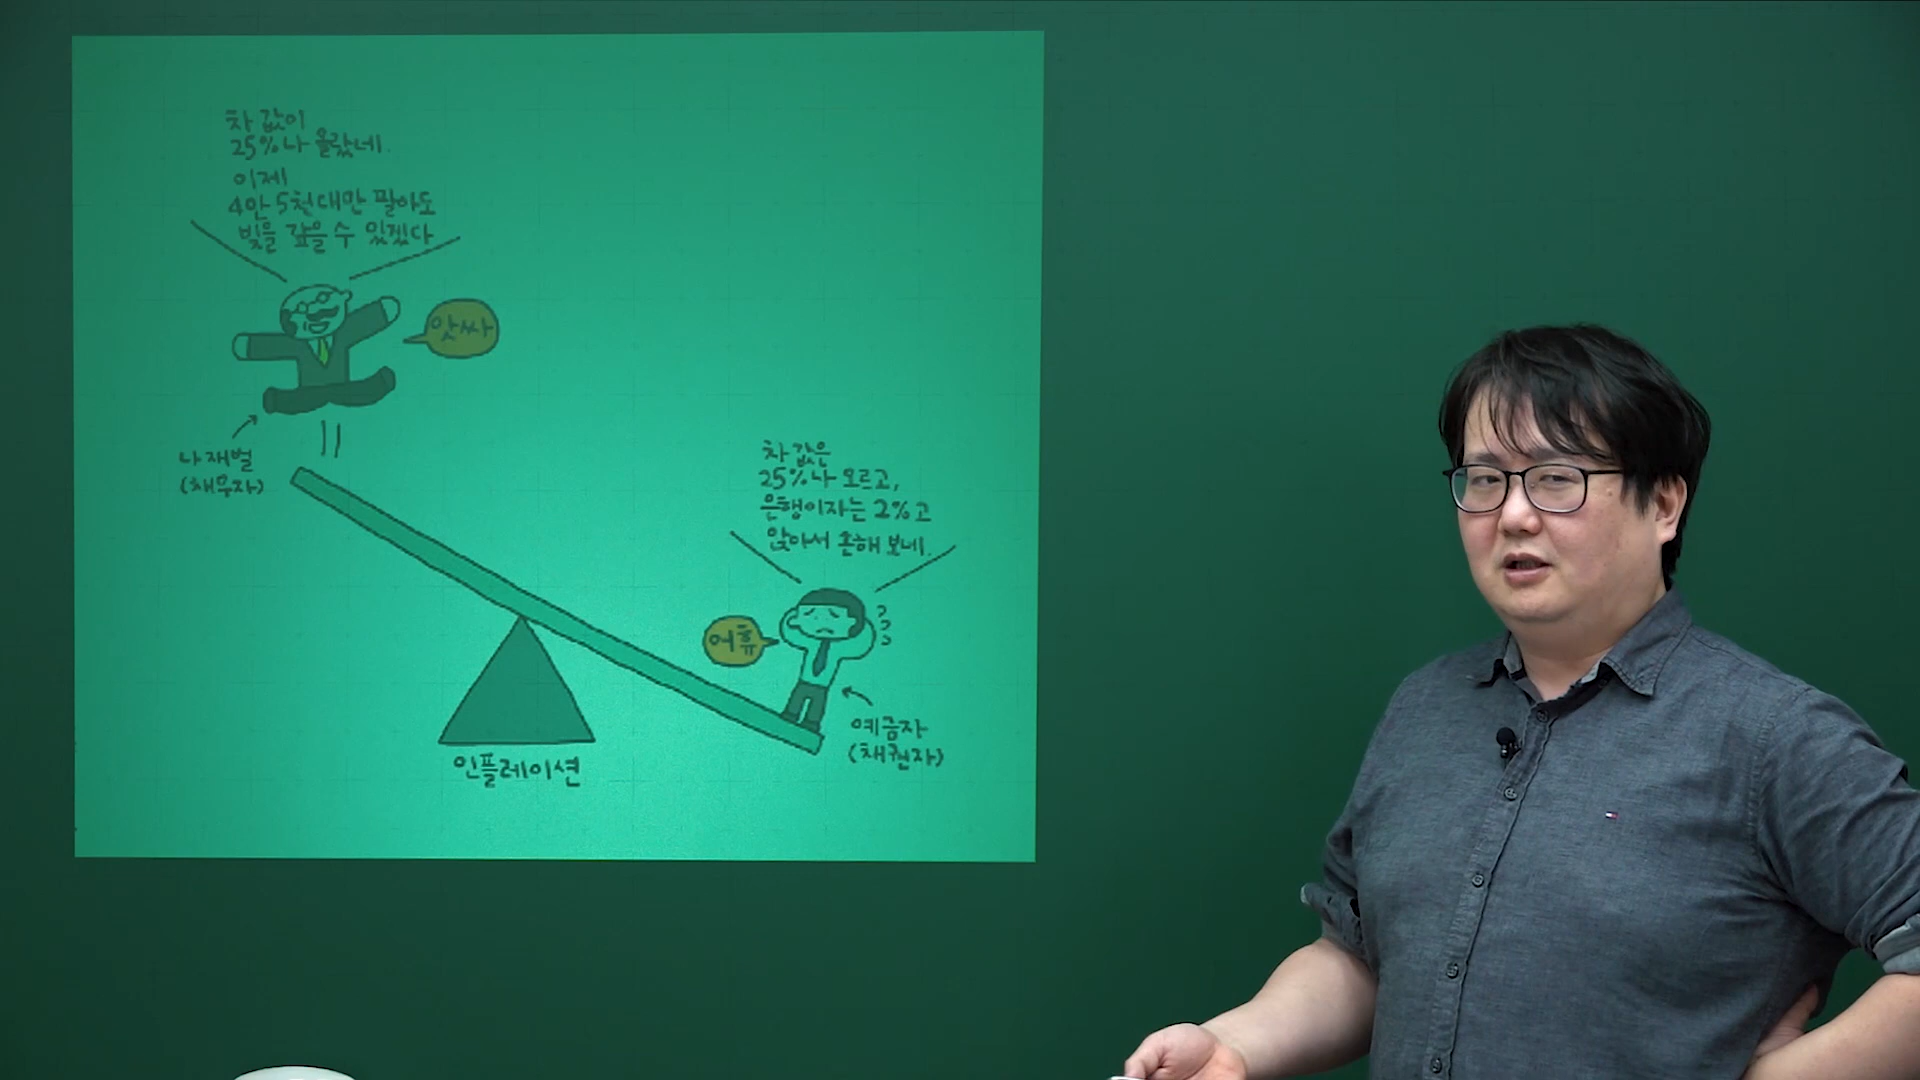 차 값이
25%나 올랐네.
이제
4만 5천 대만 팔아도
빚을 갚을 수 있겠다
앗싸
나재벌
(채무자)
차 값은
25%나 오르고,
은행이자는 2%고
앉아서 손해 보네.
어휴
예금자
(채권자)
인플레이션